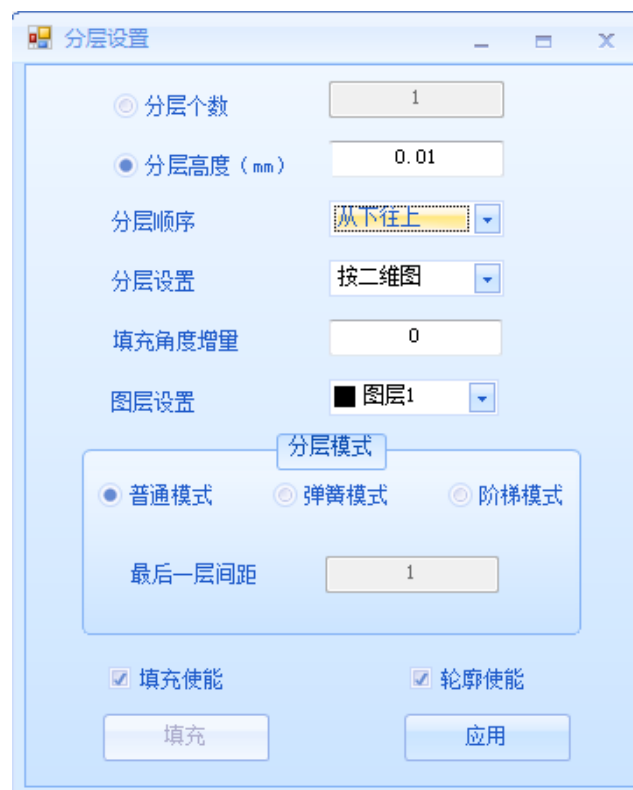 分层设置
分层个数 1
分层高度（mm） 0.01
分层顺序 从下往上
分层设置 按二维图
填充角度增量 0
图层设置 图层1
分层模式
普通模式 弹簧模式 阶梯模式
最后一层间距 1
填充使能 轮廓使能
填充 应用